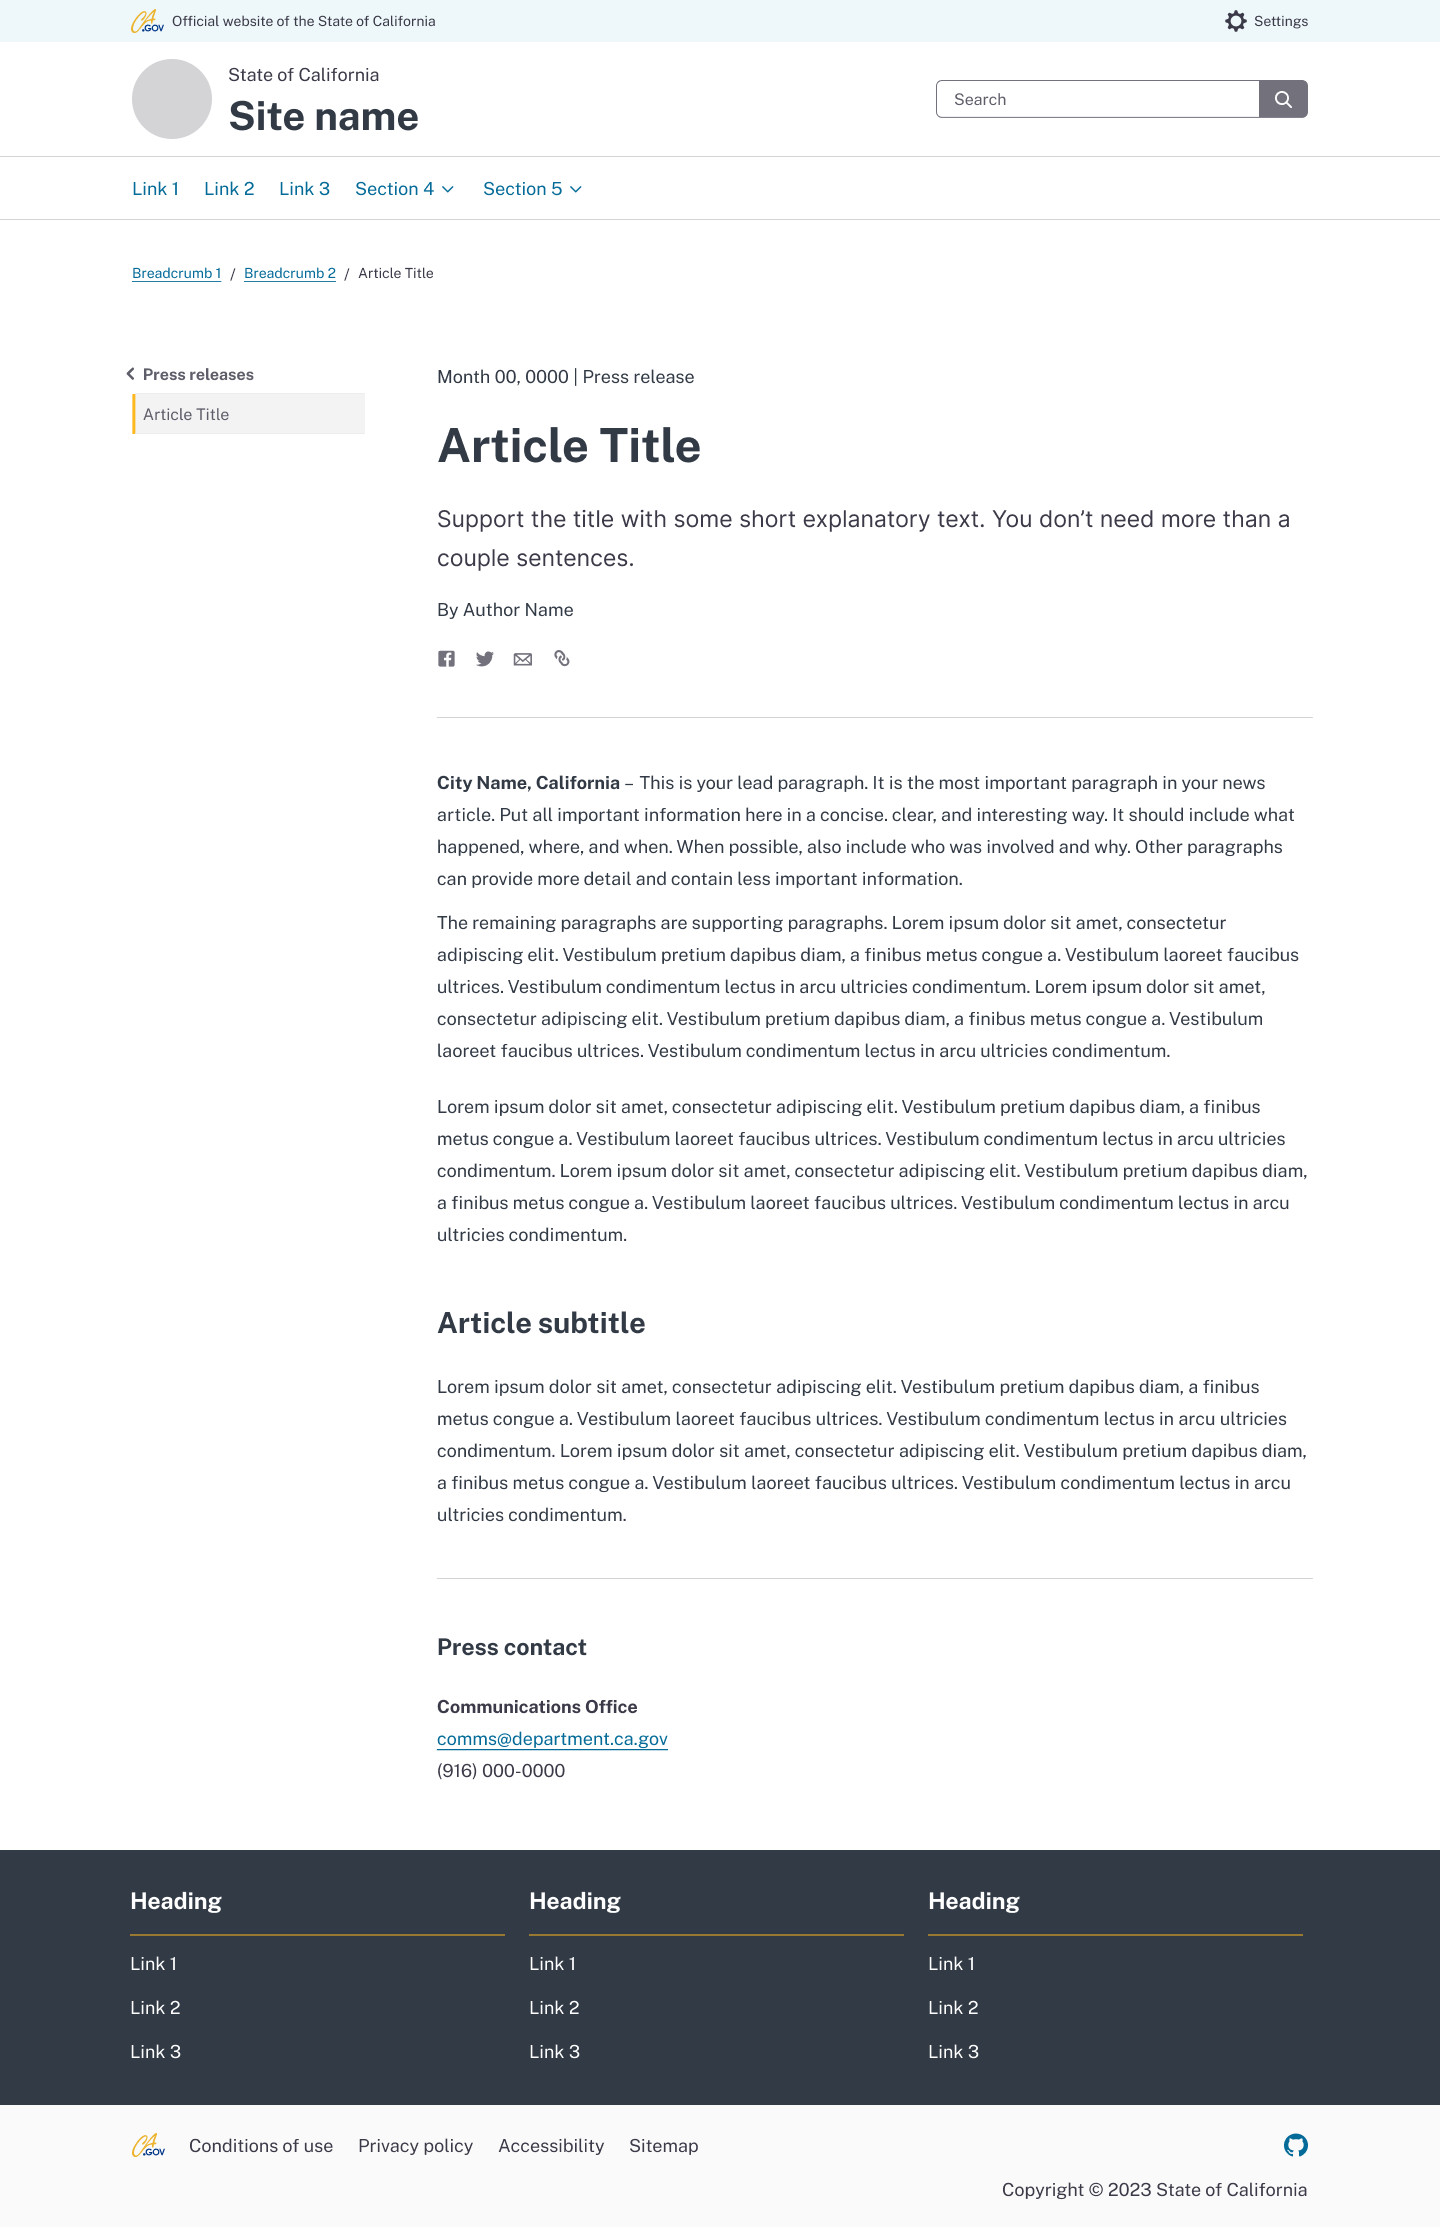 CA.GOV Official website of the State of California
Settings
State of California
Site name
Search
Link 1 Link 2 Link 3 Section 4 Section 5
Breadcrumb 1 / Breadcrumb 2 / Article Title
Press releases
Article Title
Month 00, 0000 | Press release
Article Title
Support the title with some short explanatory text. You don’t need more than a
couple sentences.
By Author Name
City Name, California – This is your lead paragraph. It is the most important paragraph in your news
article. Put all important information here in a concise. clear, and interesting way. It should include what
happened, where, and when. When possible, also include who was involved and why. Other paragraphs
can provide more detail and contain less important information.
The remaining paragraphs are supporting paragraphs. Lorem ipsum dolor sit amet, consectetur
adipiscing elit. Vestibulum pretium dapibus diam, a finibus metus congue a. Vestibulum laoreet faucibus
ultrices. Vestibulum condimentum lectus in arcu ultricies condimentum. Lorem ipsum dolor sit amet,
consectetur adipiscing elit. Vestibulum pretium dapibus diam, a finibus metus congue a. Vestibulum
laoreet faucibus ultrices. Vestibulum condimentum lectus in arcu ultricies condimentum.
Lorem ipsum dolor sit amet, consectetur adipiscing elit. Vestibulum pretium dapibus diam, a finibus
metus congue a. Vestibulum laoreet faucibus ultrices. Vestibulum condimentum lectus in arcu ultricies
condimentum. Lorem ipsum dolor sit amet, consectetur adipiscing elit. Vestibulum pretium dapibus diam,
a finibus metus congue a. Vestibulum laoreet faucibus ultrices. Vestibulum condimentum lectus in arcu
ultricies condimentum.
Article subtitle
Lorem ipsum dolor sit amet, consectetur adipiscing elit. Vestibulum pretium dapibus diam, a finibus
metus congue a. Vestibulum laoreet faucibus ultrices. Vestibulum condimentum lectus in arcu ultricies
condimentum. Lorem ipsum dolor sit amet, consectetur adipiscing elit. Vestibulum pretium dapibus diam,
a finibus metus congue a. Vestibulum laoreet faucibus ultrices. Vestibulum condimentum lectus in arcu
ultricies condimentum.
Press contact
Communications Office
comms@department.ca.gov
(916) 000-0000
Heading
Link 1
Link 2
Link 3
Heading
Link 1
Link 2
Link 3
Heading
Link 1
Link 2
Link 3
CA.GOV Conditions of use Privacy policy Accessibility Sitemap
Copyright © 2023 State of California